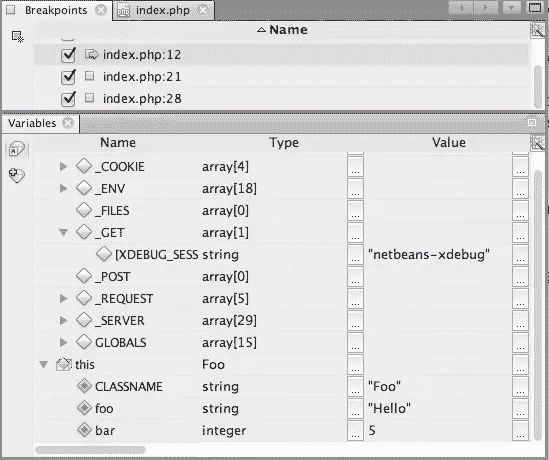 Breakpoints index.php
Name
index.php:12
index.php:21
index.php:28
Variables
Name Type Value
_COOKIE array[4] ...
_ENV array[18] ...
_FILES array[0] ...
_GET array[1] ...
[XDEBUG_SESS string ... "netbeans-xdebug" ...
_POST array[0] ...
_REQUEST array[5] ...
_SERVER array[29] ...
GLOBALS array[15] ...
this Foo ...
CLASSNAME string ... "Foo" ...
foo string ... "Hello" ...
bar integer ... 5 ...